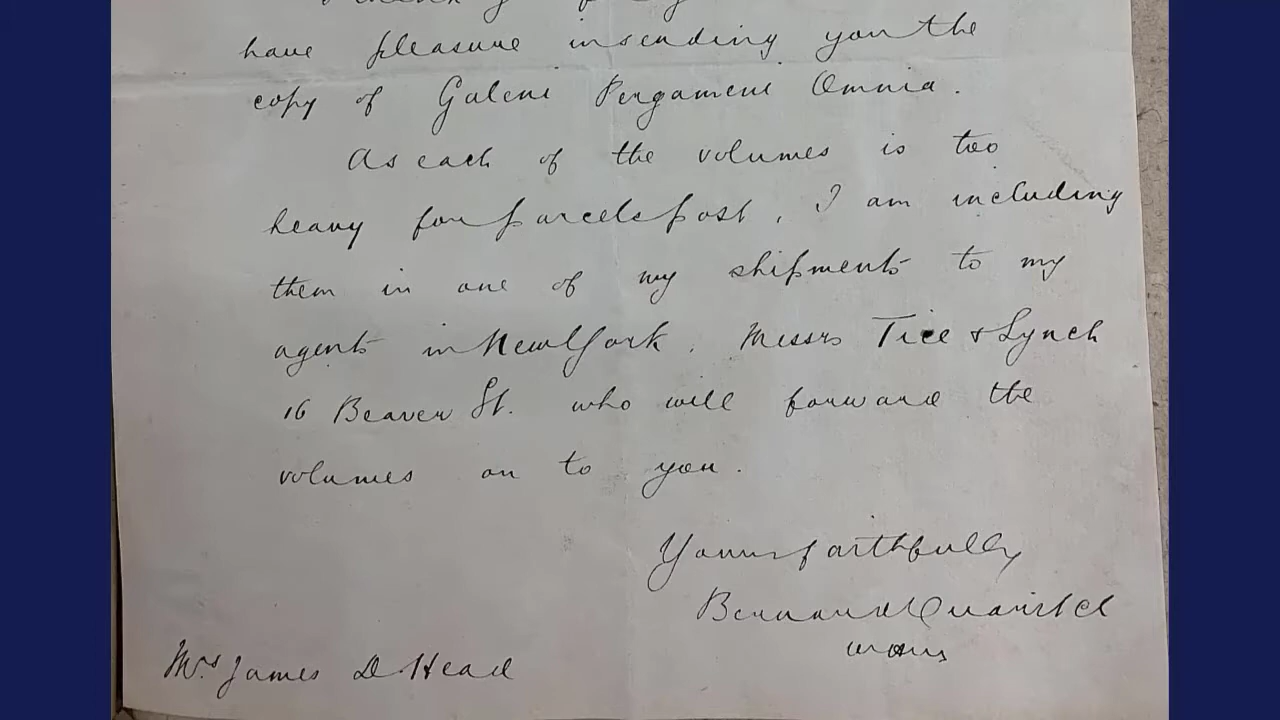 have pleasure in sending you the
copy of Galeni Pergameni Omnia.
As each of the volumes is too
heavy for parcels post, I am including
them in one of my shipments to my
agents in New York, Messrs Tice & Lynch
16 Beaver St. who will forward the
volumes on to you.
Yours faithfully
Bernard Quaritch
Mrs James D Head